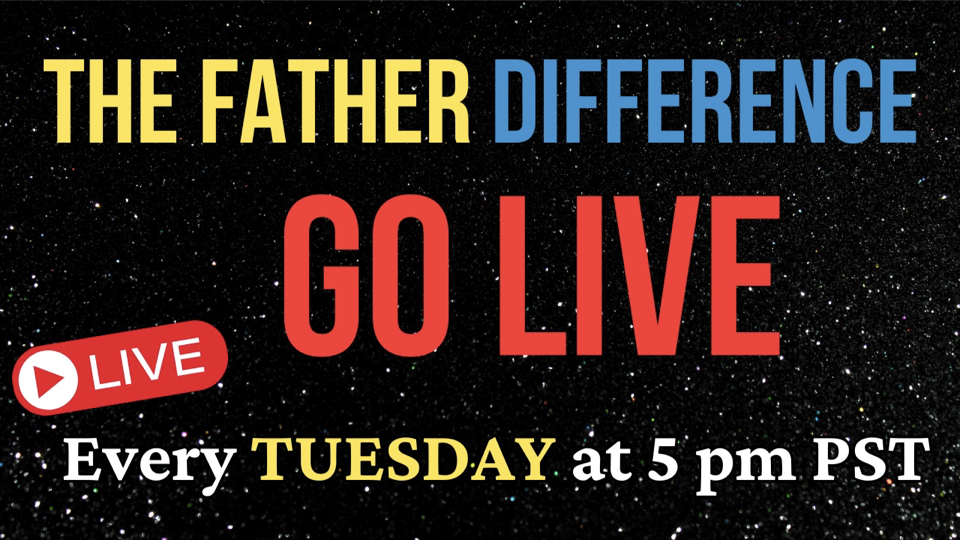 THE FATHER DIFFERENCE
GO LIVE
LIVE
Every TUESDAY at 5 pm PST